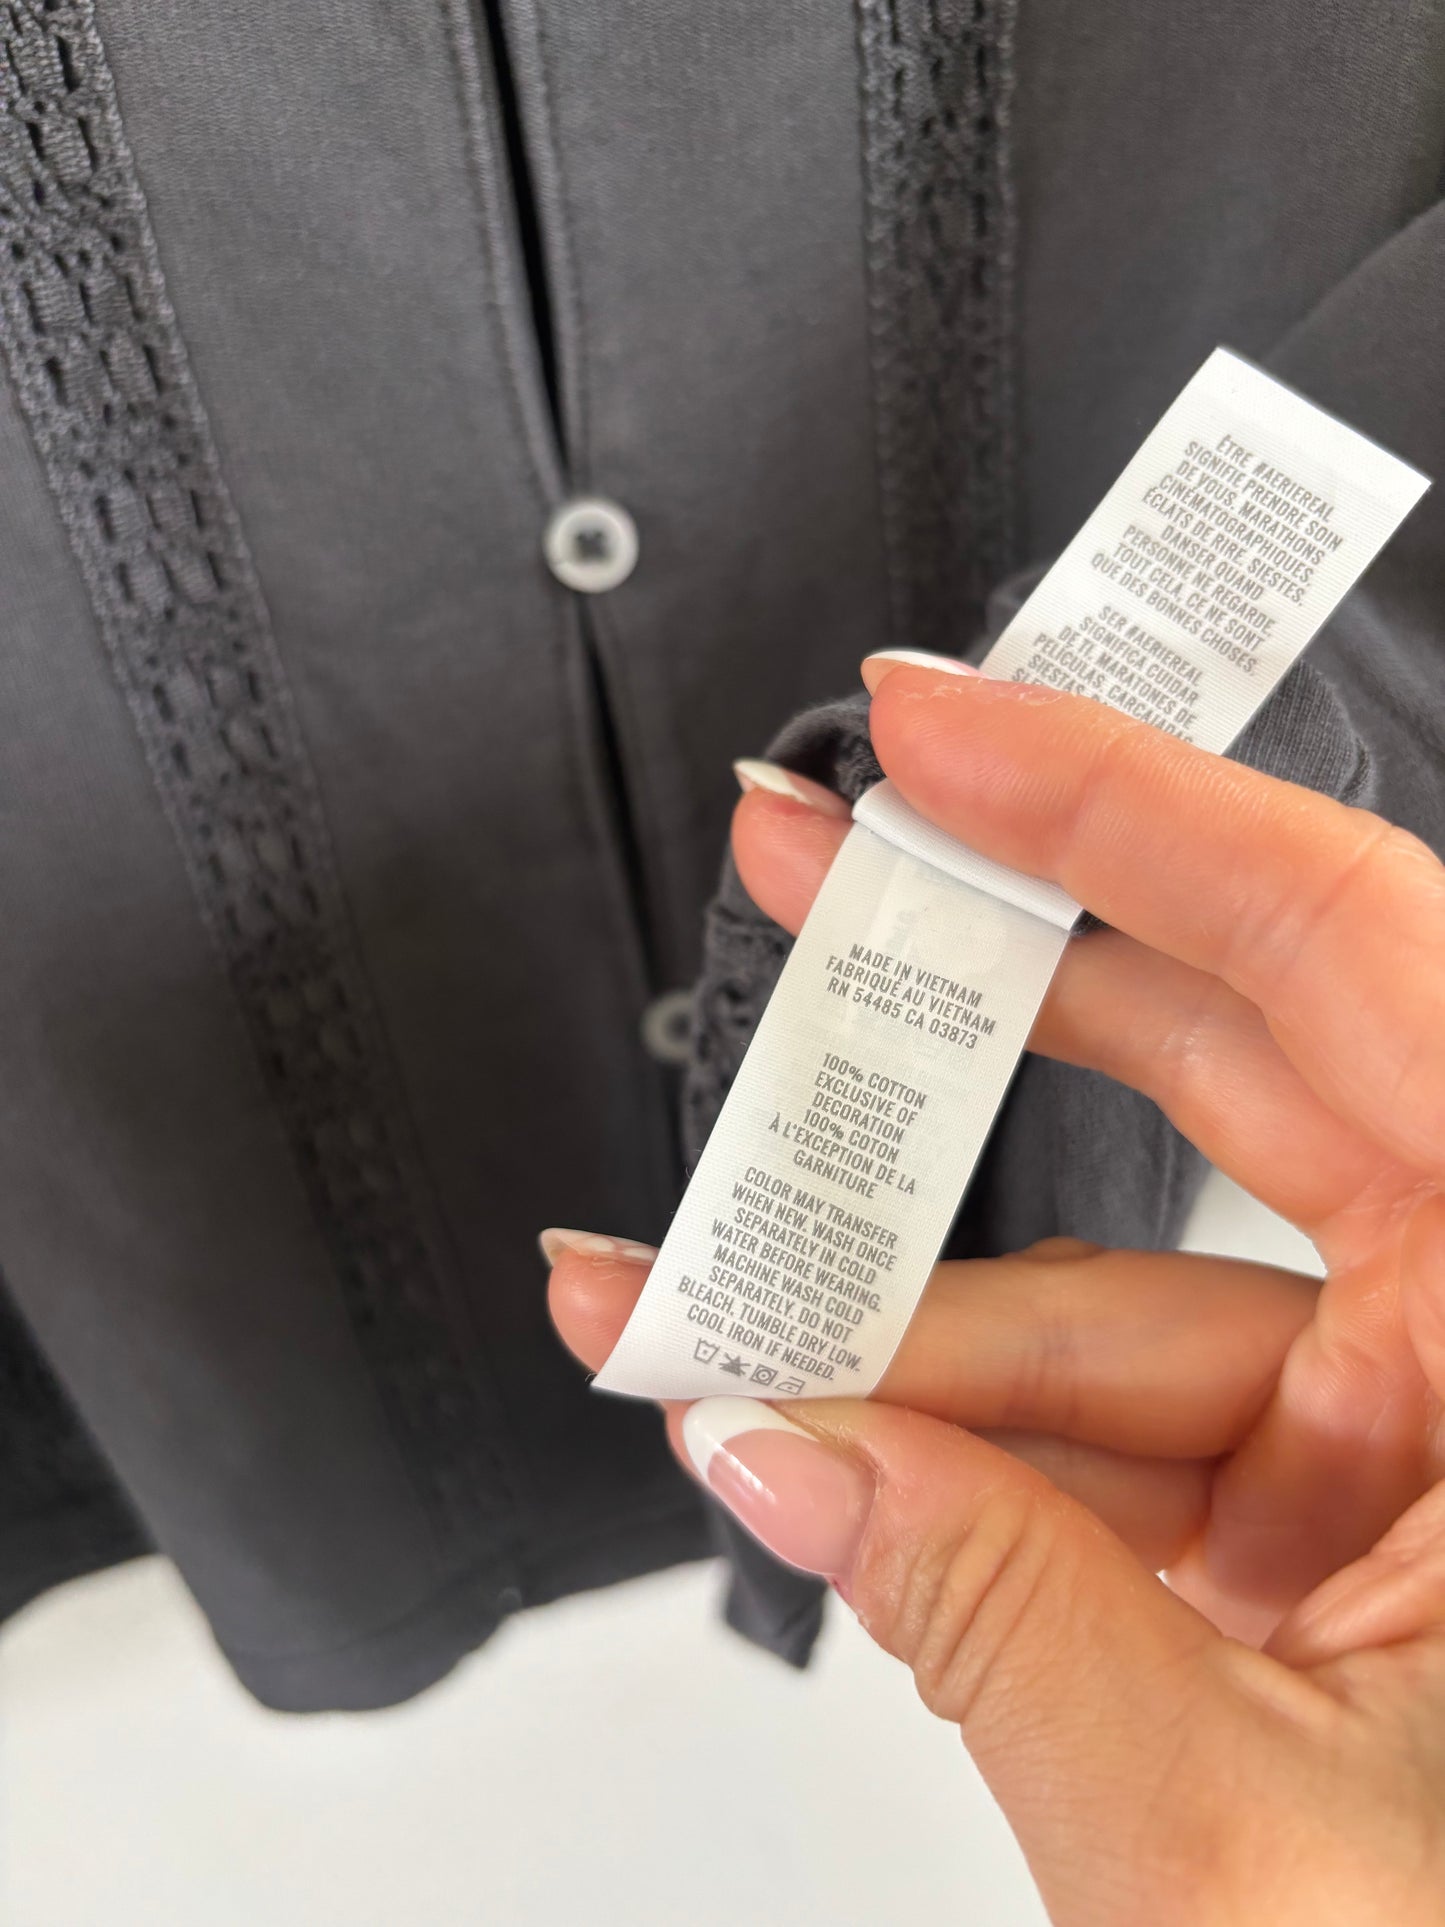 ÊTRE #AERIEREAL
SIGNIFIE PRENDRE SOIN
DE VOUS. MARATHONS
CINÉMATOGRAPHIQUES,
ÉCLATS DE RIRE, SIESTES,
DANSER QUAND
PERSONNE NE REGARDE.
TOUT CELA, CE NE SONT
QUE DES BONNES CHOSES.
SER #AERIEREAL
SIGNIFICA CUIDAR
DE TI. MARATONES DE
PELÍCULAS, CARCAJADAS
SIESTAS
MADE IN VIETNAM
FABRIQUÉ AU VIETNAM
RN 54485 CA 03873
100% COTTON
EXCLUSIVE OF
DECORATION
100% COTON
À L'EXCEPTION DE LA
GARNITURE
COLOR MAY TRANSFER
WHEN NEW. WASH ONCE
SEPARATELY IN COLD
WATER BEFORE WEARING.
MACHINE WASH COLD
SEPARATELY. DO NOT
BLEACH. TUMBLE DRY LOW.
COOL IRON IF NEEDED.